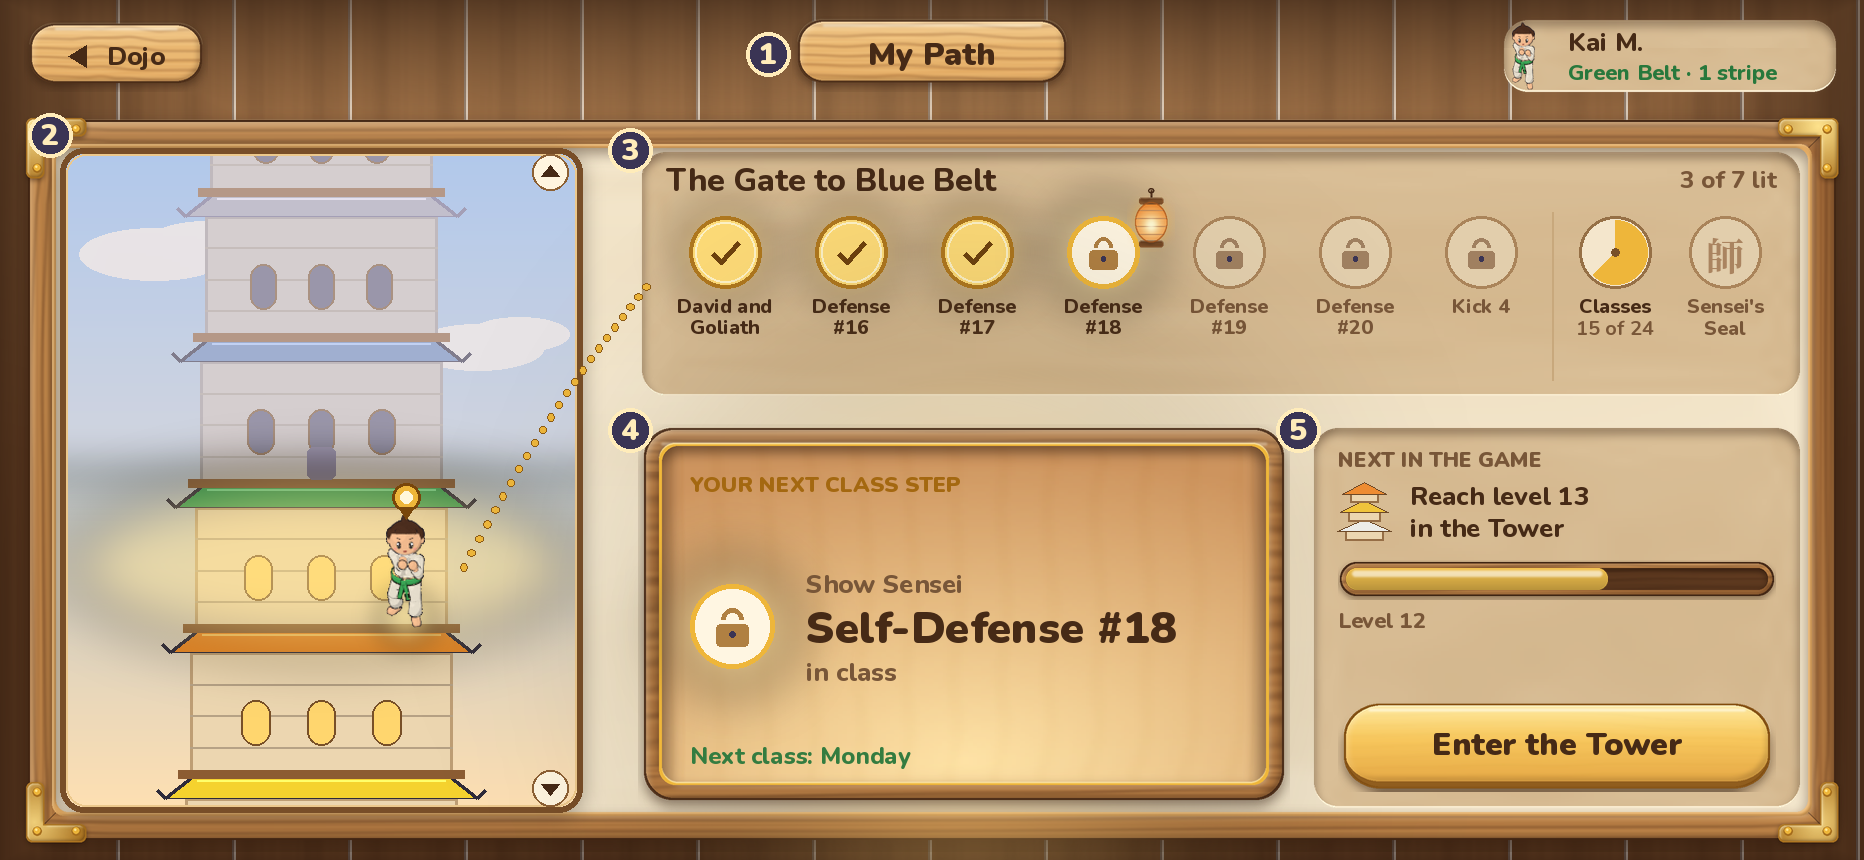 Dojo
1
My Path
Kai M.
Green Belt · 1 stripe
2
3
The Gate to Blue Belt
3 of 7 lit
David and
Goliath
Defense
#16
Defense
#17
Defense
#18
Defense
#19
Defense
#20
Kick 4
Classes
15 of 24
師
Sensei's
Seal
4
YOUR NEXT CLASS STEP
Show Sensei
Self-Defense #18
in class
Next class: Monday
5
NEXT IN THE GAME
Reach level 13
in the Tower
Level 12
Enter the Tower